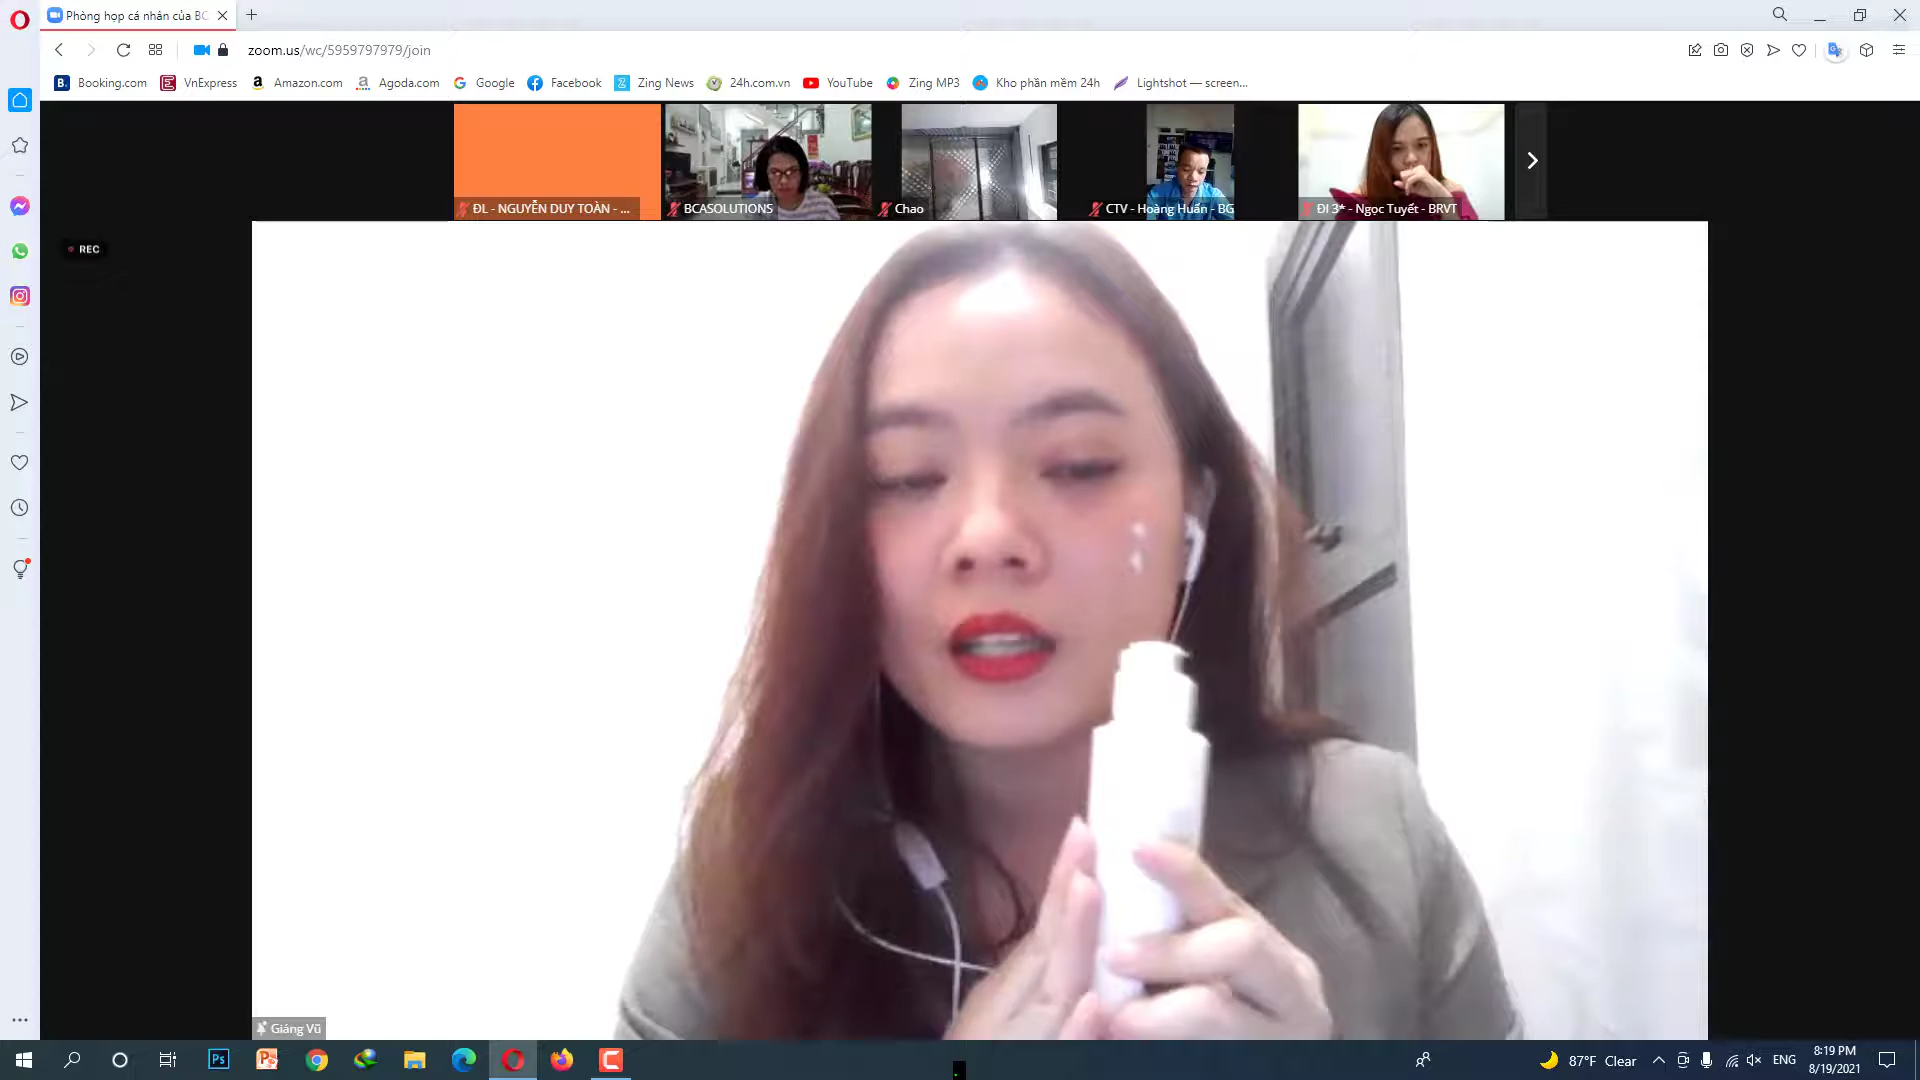 Phòng họp cá nhân của BC
zoom.us/wc/5959797979/join
Booking.com VnExpress Amazon.com Agoda.com Google Facebook Zing News 24h.com.vn YouTube Zing MP3 Kho phần mềm 24h Lightshot — screen...
ĐL - NGUYỄN DUY TOÀN - ... BCASOLUTIONS Chao CTV - Hoàng Huấn - BG ĐI 3* - Ngọc Tuyết - BRVT
REC
Giáng Vũ
87°F Clear ENG 8:19 PM
8/19/2021